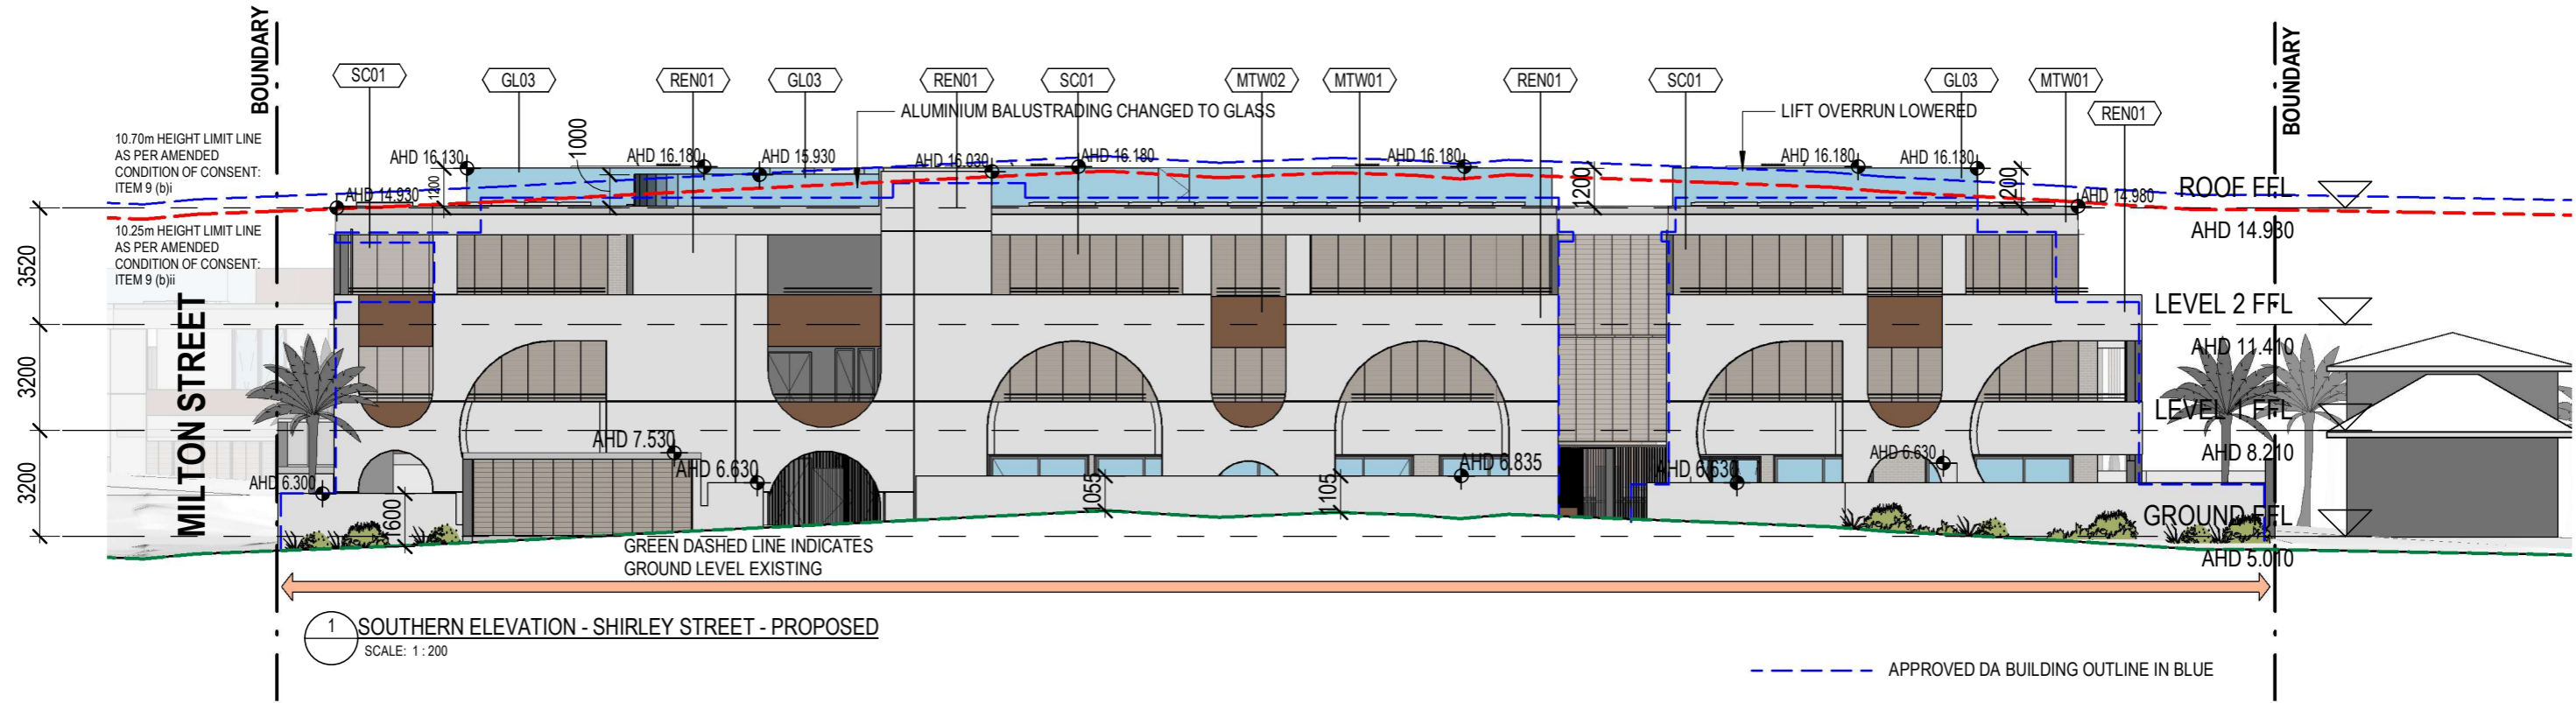 BOUNDARY
BOUNDARY
SC01
GL03
REN01
GL03
REN01
SC01
MTW02
MTW01
REN01
SC01
GL03
MTW01
REN01
ALUMINIUM BALUSTRADING CHANGED TO GLASS
LIFT OVERRUN LOWERED
10.70m HEIGHT LIMIT LINE
AS PER AMENDED
CONDITION OF CONSENT:
ITEM 9 (b)i
10.25m HEIGHT LIMIT LINE
AS PER AMENDED
CONDITION OF CONSENT:
ITEM 9 (b)ii
AHD 16.130
1000
AHD 16.180
AHD 15.930
AHD 16.030
AHD 16.180
AHD 16.180
AHD 16.180
AHD 16.130
AHD 14.930
1200
1200
1200
AHD 14.980
ROOF FFL
AHD 14.930
3520
LEVEL 2 FFL
AHD 11.410
3200
LEVEL 1 FFL
AHD 8.210
3200
GROUND FFL
AHD 5.010
MILTON STREET
AHD 7.530
AHD 6.630
AHD 6.300
AHD 6.835
AHD 6.630
AHD 6.630
1600
1055
1105
GREEN DASHED LINE INDICATES
GROUND LEVEL EXISTING
1
SOUTHERN ELEVATION - SHIRLEY STREET - PROPOSED
SCALE: 1 : 200
APPROVED DA BUILDING OUTLINE IN BLUE